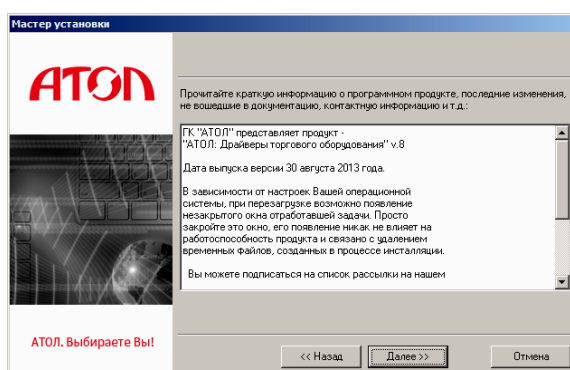 Мастер установки
АТОЛ
Прочитайте краткую информацию о программном продукте, последние изменения,
не вошедшие в документацию, контактную информацию и т.д.:
ГК "АТОЛ" представляет продукт -
"АТОЛ: Драйверы торгового оборудования" v.8
Дата выпуска версии 30 августа 2013 года.
В зависимости от настроек Вашей операционной
системы, при перезагрузке возможно появление
незакрытого окна отработавшей задачи. Просто
закройте это окно, его появление никак не влияет на
работоспособность продукта и связано с удалением
временных файлов, созданных в процессе инсталляции.
Вы можете подписаться на список рассылки на нашем
АТОЛ. Выбираете Вы!
<< Назад
Далее >>
Отмена